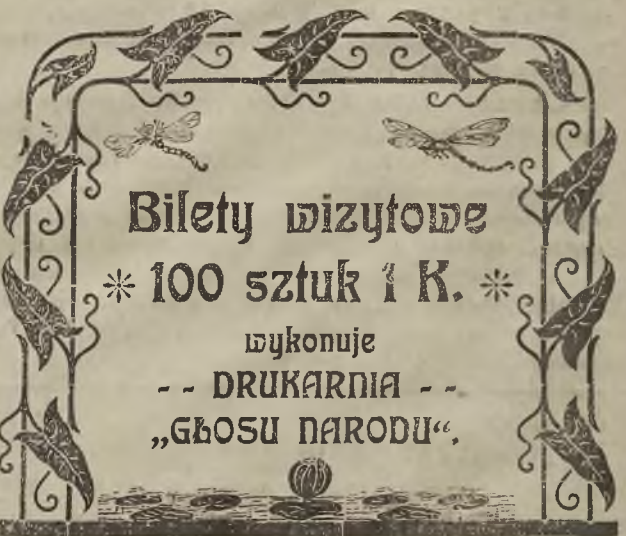 Bilety wizytowe
* 100 sztuk 1 K. *
wykonuje
- - DRUKARNIA - -
„GŁOSU NARODU“.